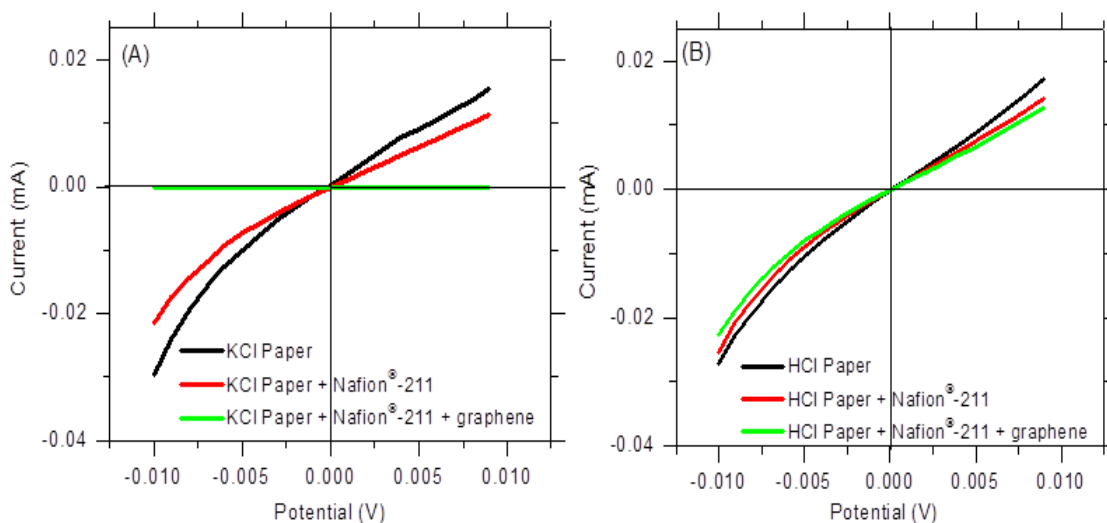 (A)
0.02
0.00
-0.02
-0.04
Current (mA)
KCl Paper
KCl Paper + Nafion®-211
KCl Paper + Nafion®-211 + graphene
-0.010 -0.005 0.000 0.005 0.010
Potential (V)
(B)
0.02
0.00
-0.02
-0.04
Current (mA)
HCl Paper
HCl Paper + Nafion®-211
HCl Paper + Nafion®-211 + graphene
-0.010 -0.005 0.000 0.005 0.010
Potential (V)